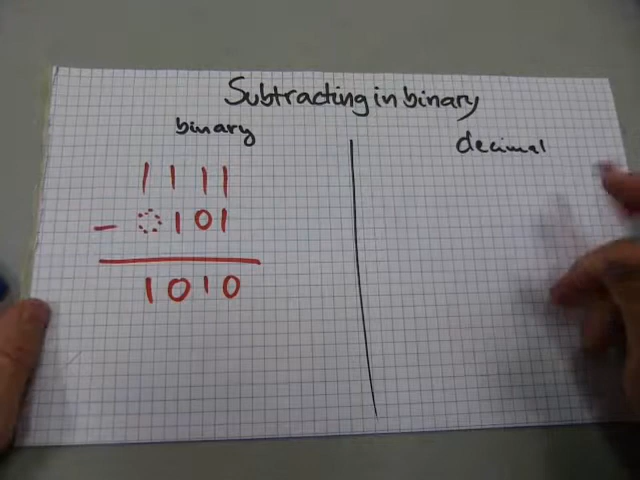 Subtracting in binary
binary
decimal
1111
- 0101
1010